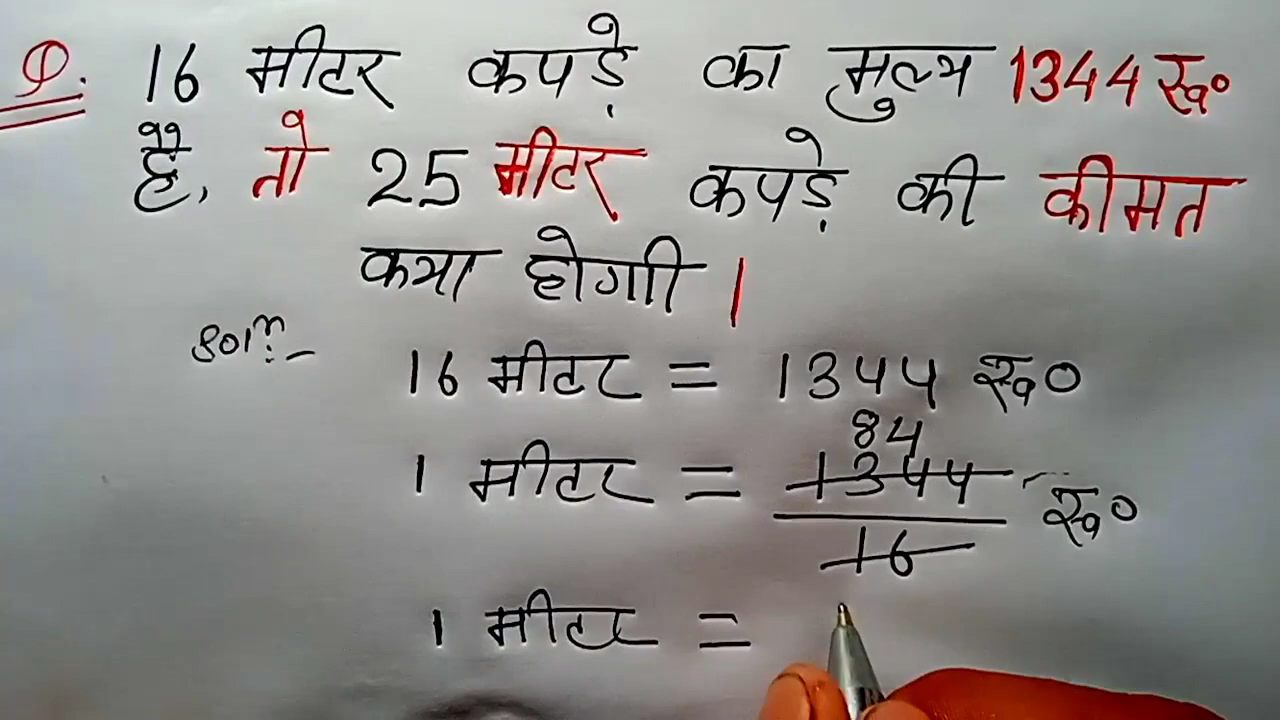 Q. 16 मीटर कपड़े का मुल्य 1344 रू०
है, तो 25 मीटर कपड़े की कीमत
क्या होगी ।
Solⁿ:-
16 मीटर = 1344 रू०
84
1 मीटर = 1344 रू०
16
1 मीटर =